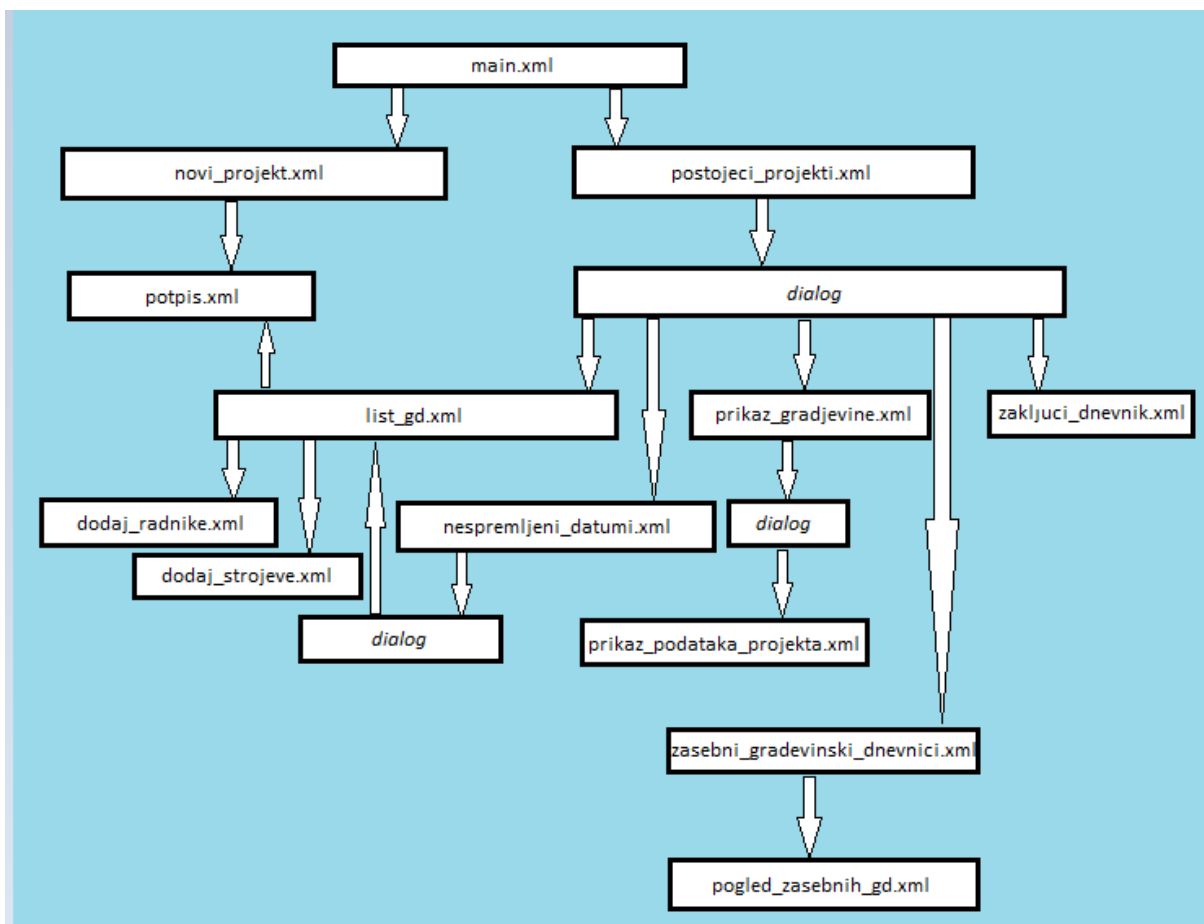 main.xml
novi_projekt.xml
postojeci_projekti.xml
potpis.xml
dialog
list_gd.xml
prikaz_gradjevine.xml
zakljuci_dnevnik.xml
dodaj_radnike.xml
nespremljeni_datumi.xml
dialog
dodaj_strojeve.xml
dialog
prikaz_podataka_projekta.xml
zasebni_gradevinski_dnevnici.xml
pogled_zasebnih_gd.xml